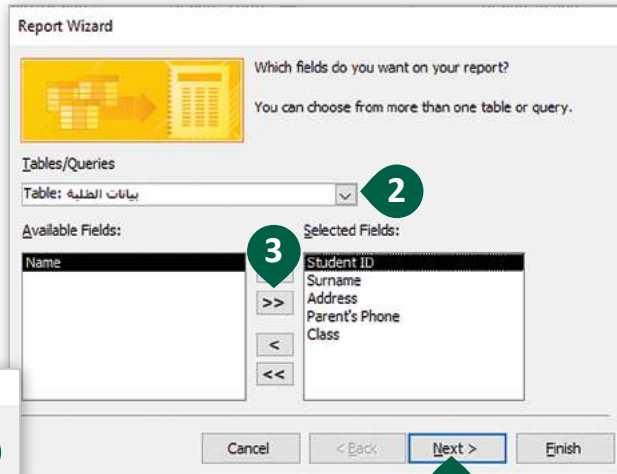 Report Wizard
Which fields do you want on your report?
You can choose from more than one table or query.
Tables/Queries
Table: بيانات الطلبة
2
Available Fields:
Selected Fields:
Name
3
Student ID
Surname
Address
Parent's Phone
Class
>>
<
<<
Cancel
< Back
Next >
Finish